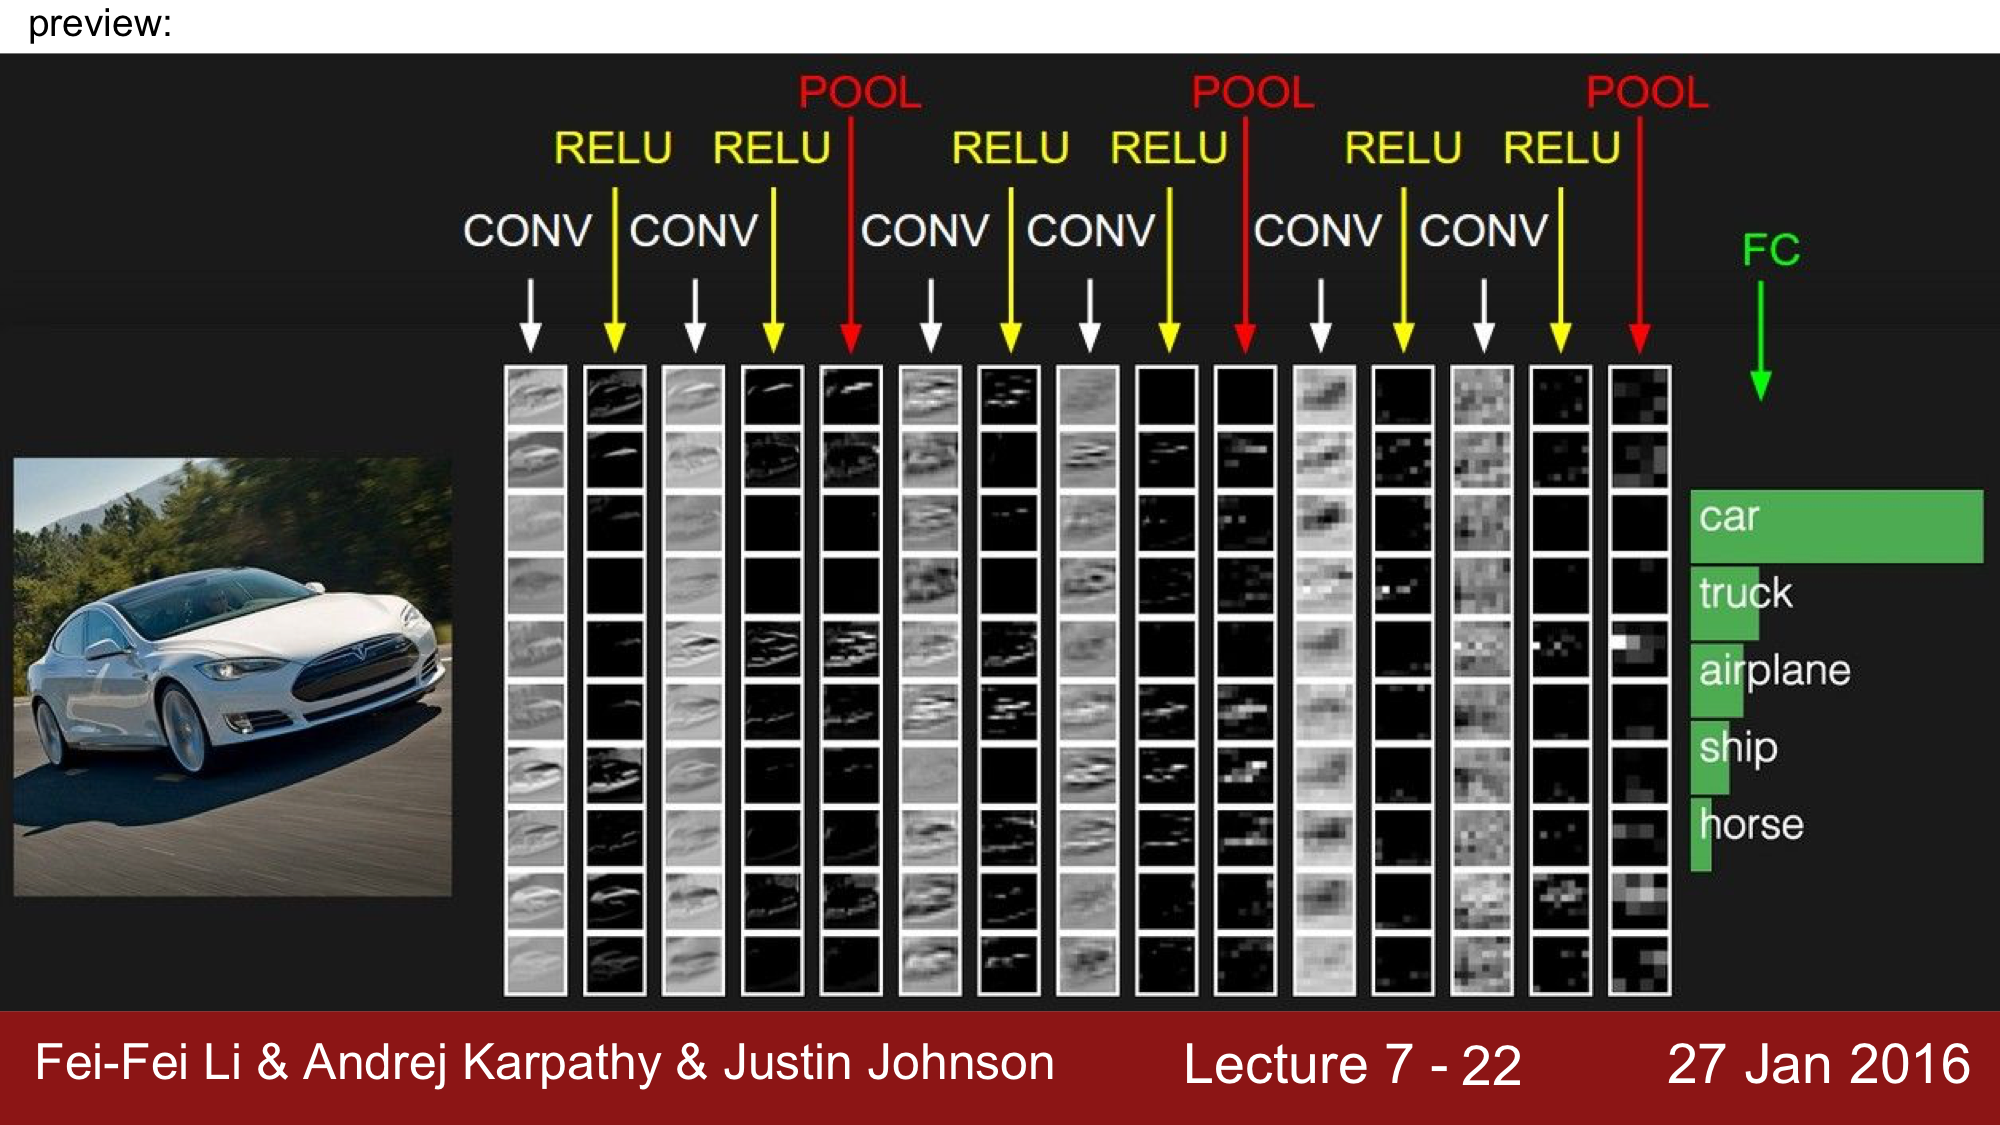 preview:
POOL POOL POOL
RELU RELU RELU RELU RELU RELU
CONV CONV CONV CONV CONV CONV
FC
car
truck
airplane
ship
horse
Fei-Fei Li & Andrej Karpathy & Justin Johnson Lecture 7 - 22 27 Jan 2016